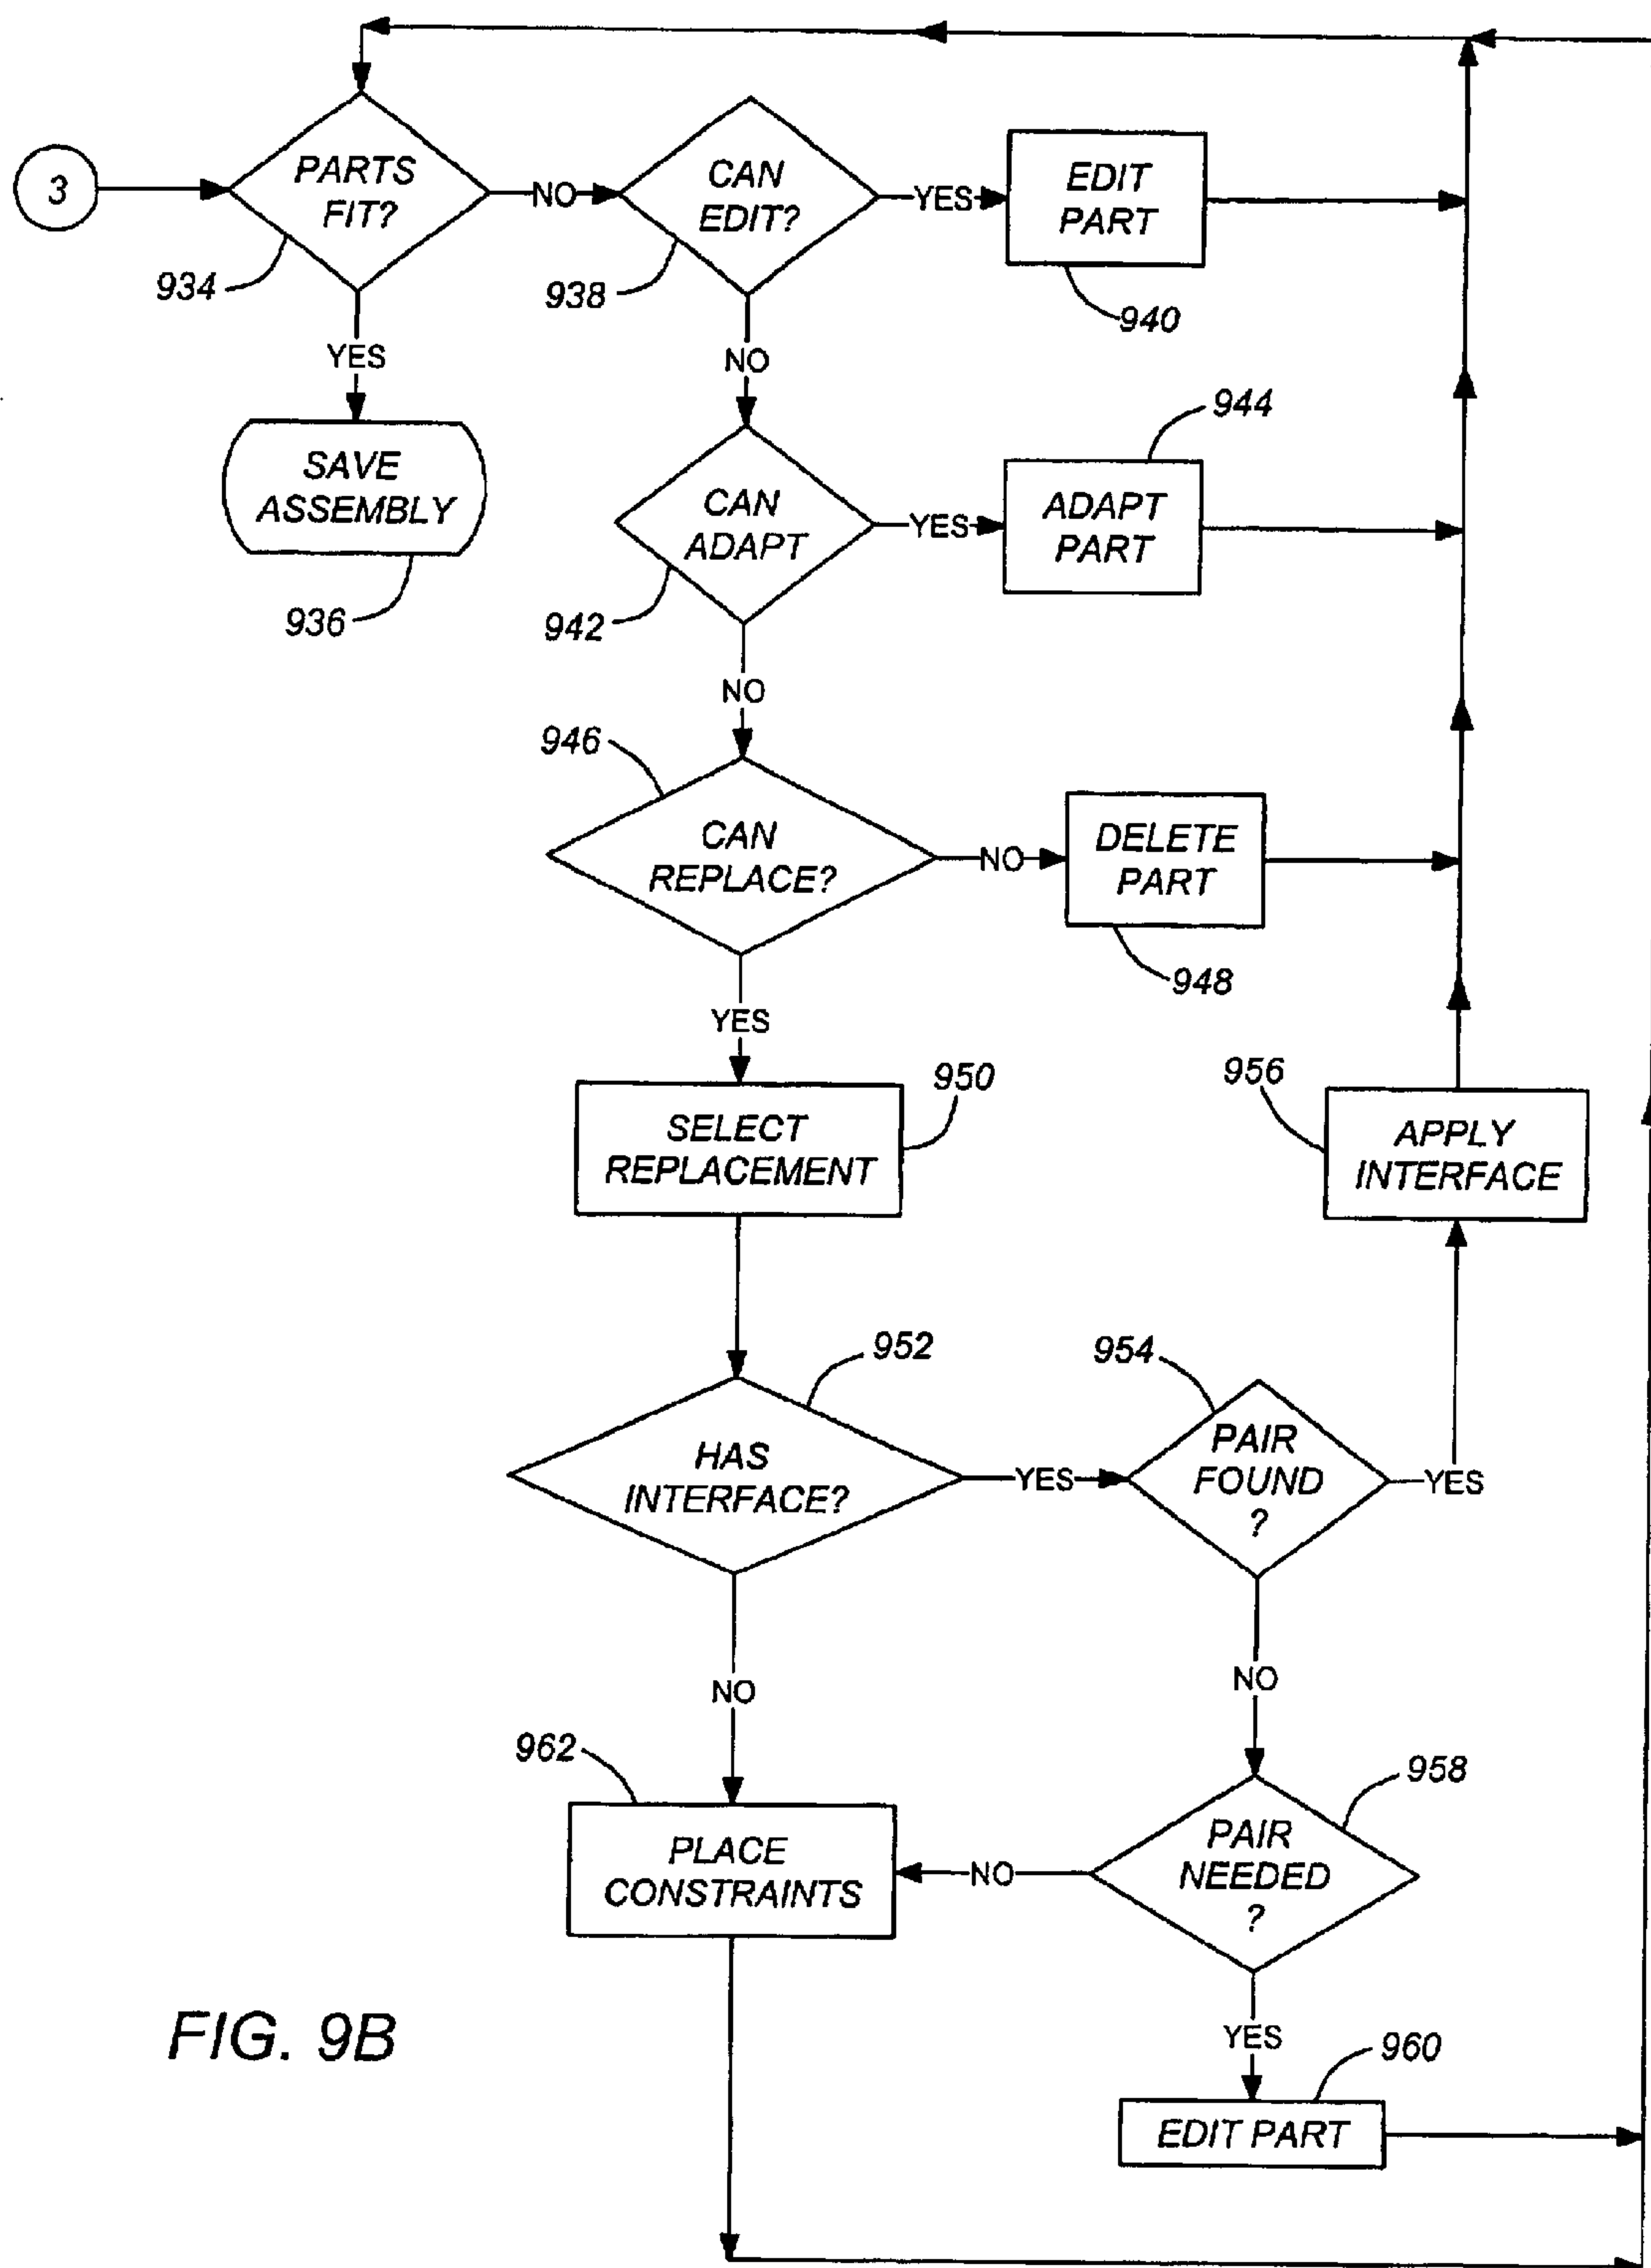 3
PARTS
FIT?
934
NO
CAN
EDIT?
938
YES
EDIT
PART
940
YES
SAVE
ASSEMBLY
936
NO
CAN
ADAPT
942
YES
ADAPT
PART
944
NO
946
CAN
REPLACE?
NO
DELETE
PART
948
YES
SELECT
REPLACEMENT
950
956
APPLY
INTERFACE
952
HAS
INTERFACE?
YES
954
PAIR
FOUND
?
YES
NO
NO
962
PLACE
CONSTRAINTS
NO
958
PAIR
NEEDED
?
YES
960
EDIT PART
FIG. 9B